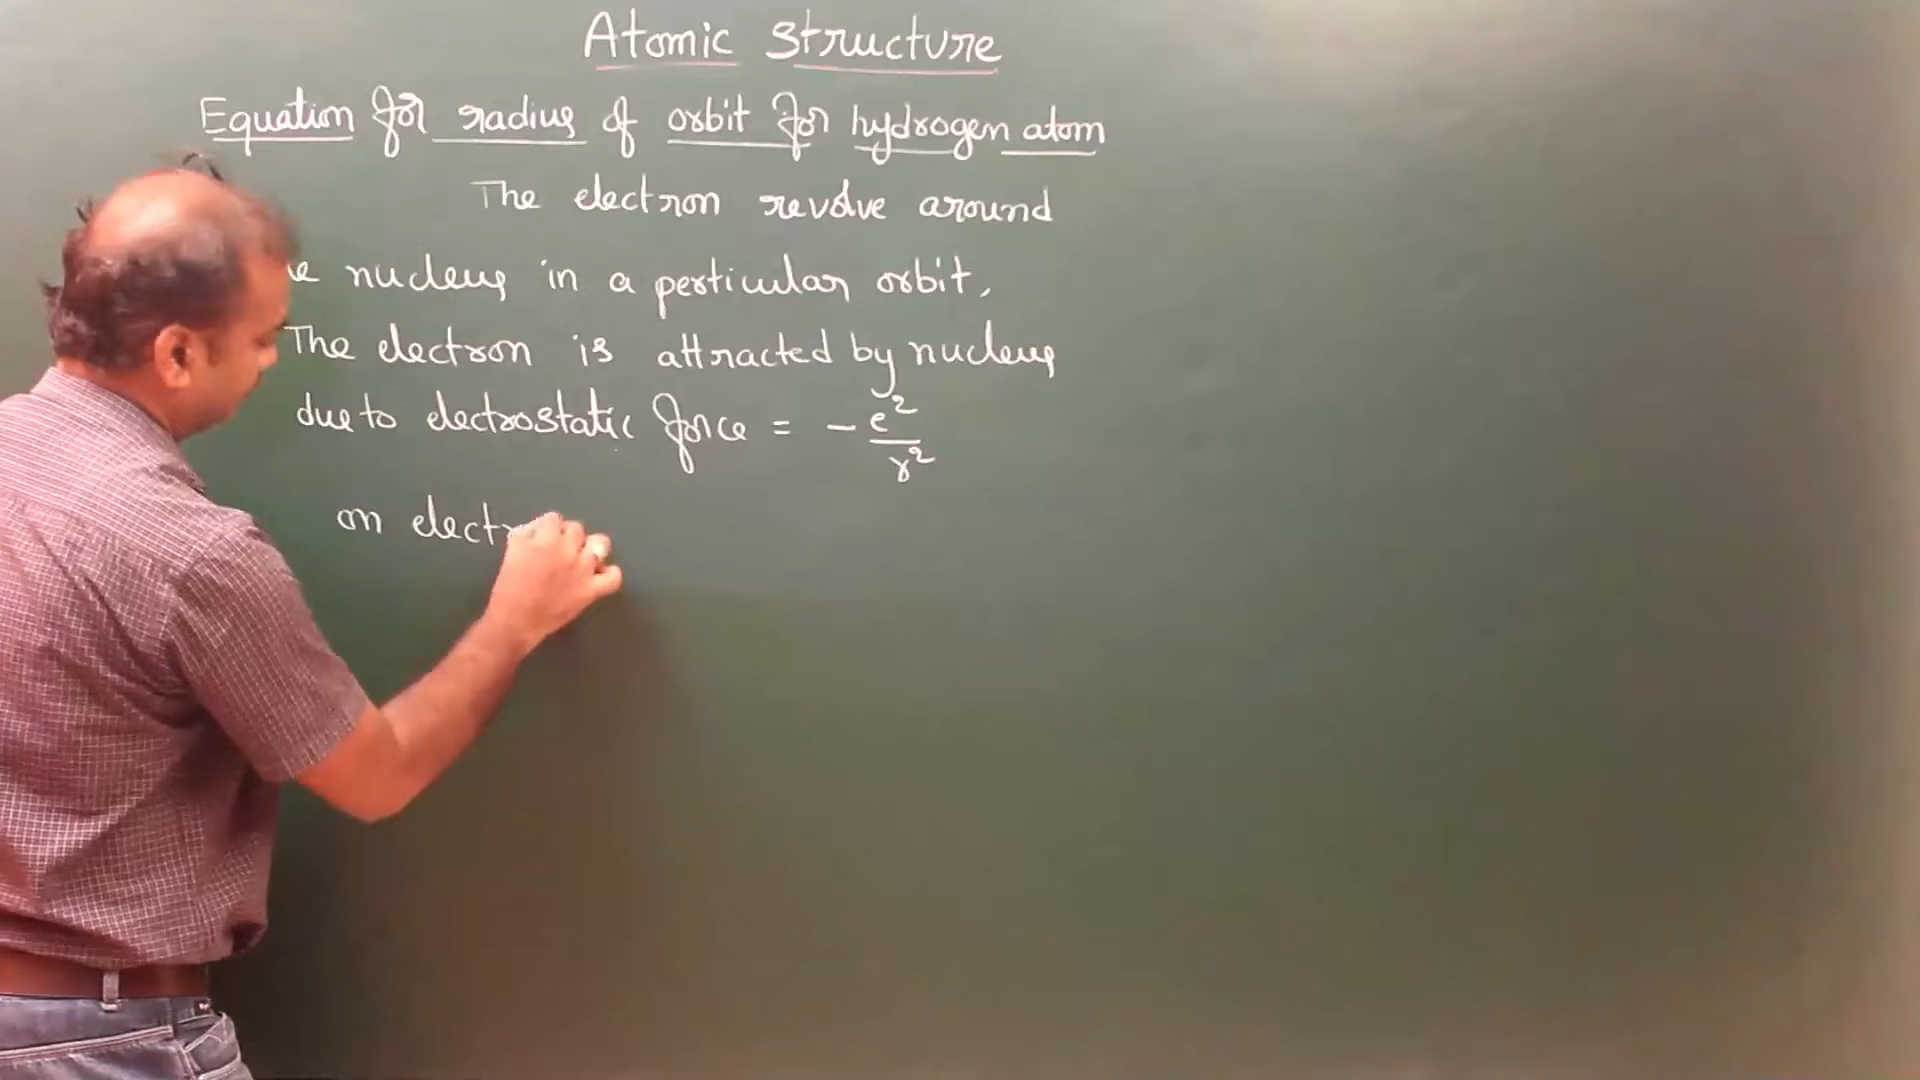 Atomic structure
Equation for radius of orbit for hydrogen atom
The electron revolve around
nucleus in a perticular orbit.
The electron is attracted by nucleus
due to electrostatic force = - e²/r²
on electr